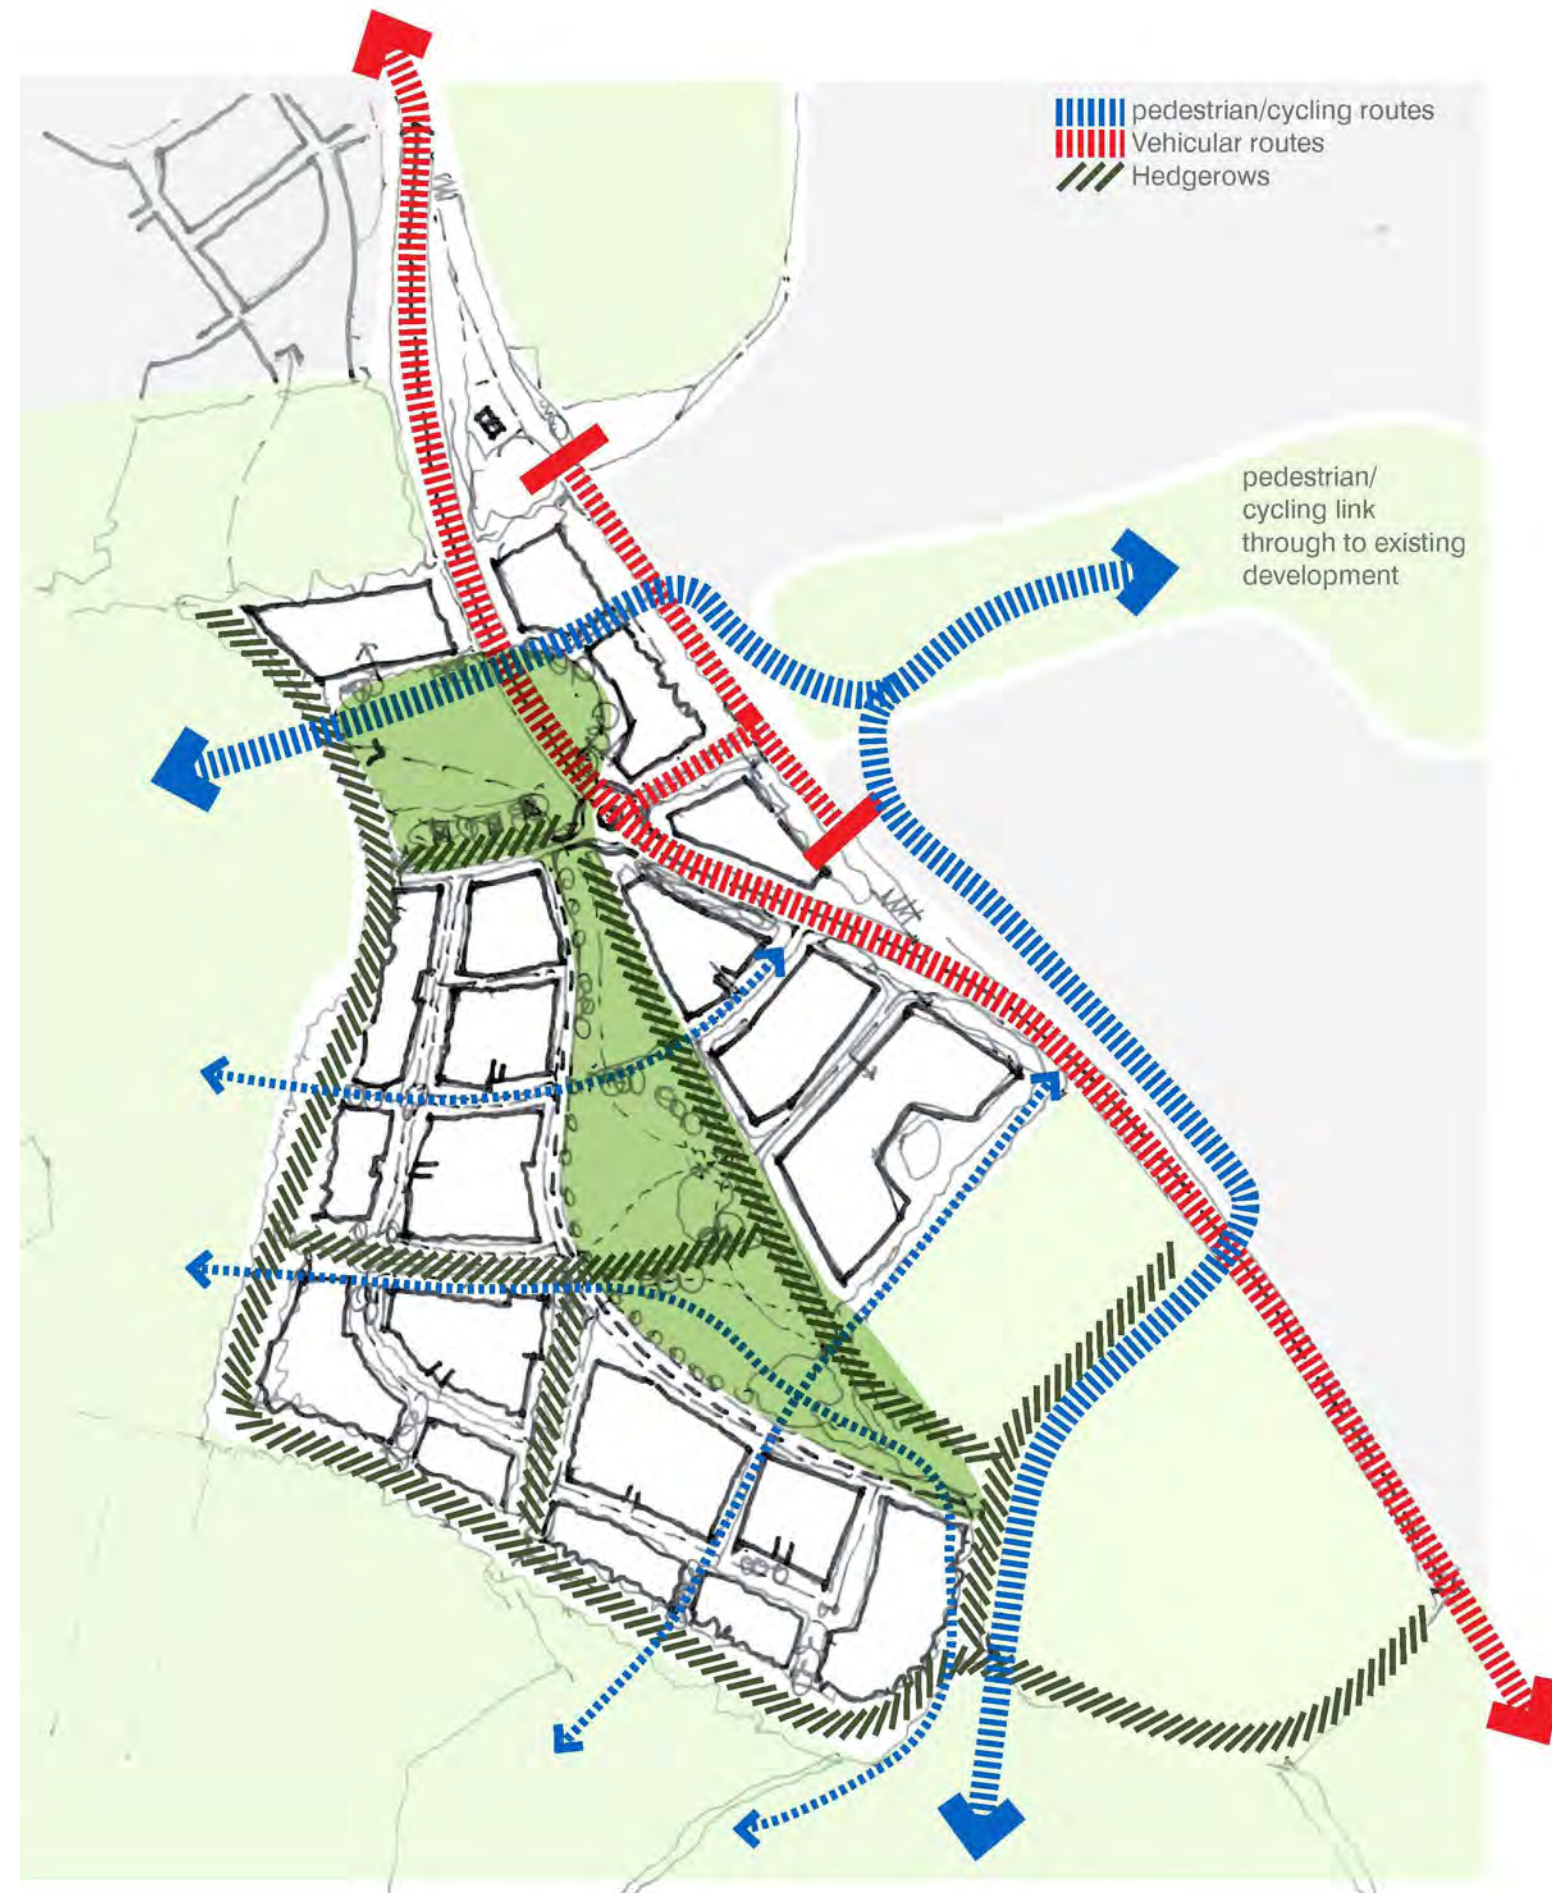 pedestrian/cycling routes
Vehicular routes
Hedgerows
pedestrian/
cycling link
through to existing
development